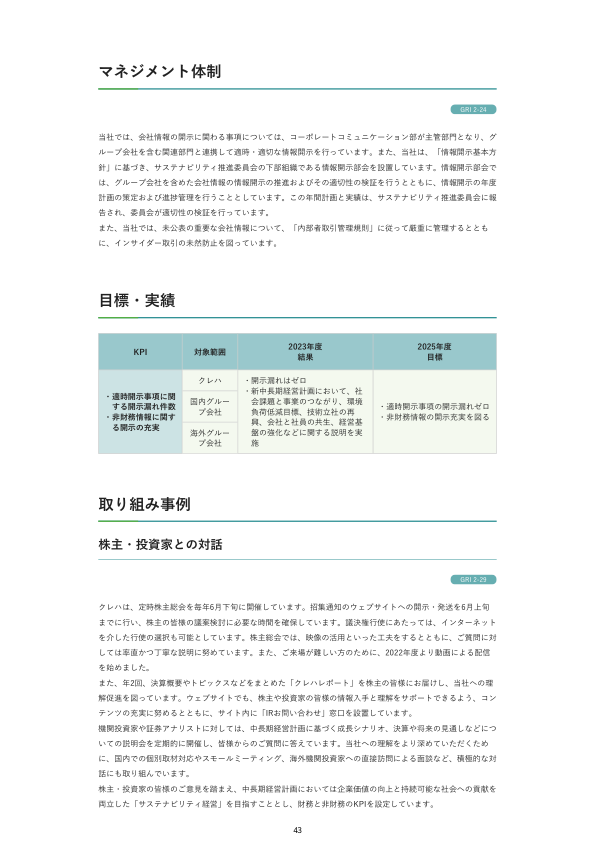 マネジメント体制
GRI 2-24
当社では、会社情報の開示に関わる事項については、コーポレートコミュニケーション部が主管部門となり、グ
ループ会社を含む関連部門と連携して適時・適切な情報開示を行っています。また、当社は、「情報開示基本方
針」に基づき、サステナビリティ推進委員会の下部組織である情報開示部会を設置しています。情報開示部会で
は、グループ会社を含めた会社情報の情報開示の推進およびその適切性の検証を行うとともに、情報開示の年度
計画の策定および進捗管理を行うこととしています。この年間計画と実績は、サステナビリティ推進委員会に報
告され、委員会が適切性の検証を行っています。
また、当社では、未公表の重要な会社情報について、「内部者取引管理規則」に従って厳重に管理するととも
に、インサイダー取引の未然防止を図っています。
目標・実績
KPI
対象範囲
2023年度
結果
2025年度
目標
・適時開示事項に関
する開示漏れ件数
・非財務情報に関す
る開示の充実
クレハ
国内グルー
プ会社
海外グルー
プ会社
・開示漏れはゼロ
・新中長期経営計画において、社
会課題と事業のつながり、環境
負荷低減目標、技術立社の再
興、会社と社員の共生、経営基
盤の強化などに関する説明を実
施
・適時開示事項の開示漏れゼロ
・非財務情報の開示充実を図る
取り組み事例
株主・投資家との対話
GRI 2-29
クレハは、定時株主総会を毎年6月下旬に開催しています。招集通知のウェブサイトへの開示・発送を6月上旬
までに行い、株主の皆様の議案検討に必要な時間を確保しています。議決権行使にあたっては、インターネット
を介した行使の選択も可能としています。株主総会では、映像の活用といった工夫をするとともに、ご質問に対
しては率直かつ丁寧な説明に努めています。また、ご来場が難しい方のために、2022年度より動画による配信
を始めました。
また、年2回、決算概要やトピックスなどをまとめた「クレハレポート」を株主の皆様にお届けし、当社への理
解促進を図っています。ウェブサイトでも、株主や投資家の皆様の情報入手と理解をサポートできるよう、コン
テンツの充実に努めるとともに、サイト内に「IRお問い合わせ」窓口を設置しています。
機関投資家や証券アナリストに対しては、中長期経営計画に基づく成長シナリオ、決算や将来の見通しなどにつ
いての説明会を定期的に開催し、皆様からのご質問に答えています。当社への理解をより深めていただくため
に、国内での個別取材対応やスモールミーティング、海外機関投資家への直接訪問による面談など、積極的な対
話にも取り組んでいます。
株主・投資家の皆様のご意見を踏まえ、中長期経営計画においては企業価値の向上と持続可能な社会への貢献を
両立した「サステナビリティ経営」を目指すこととし、財務と非財務のKPIを設定しています。
43